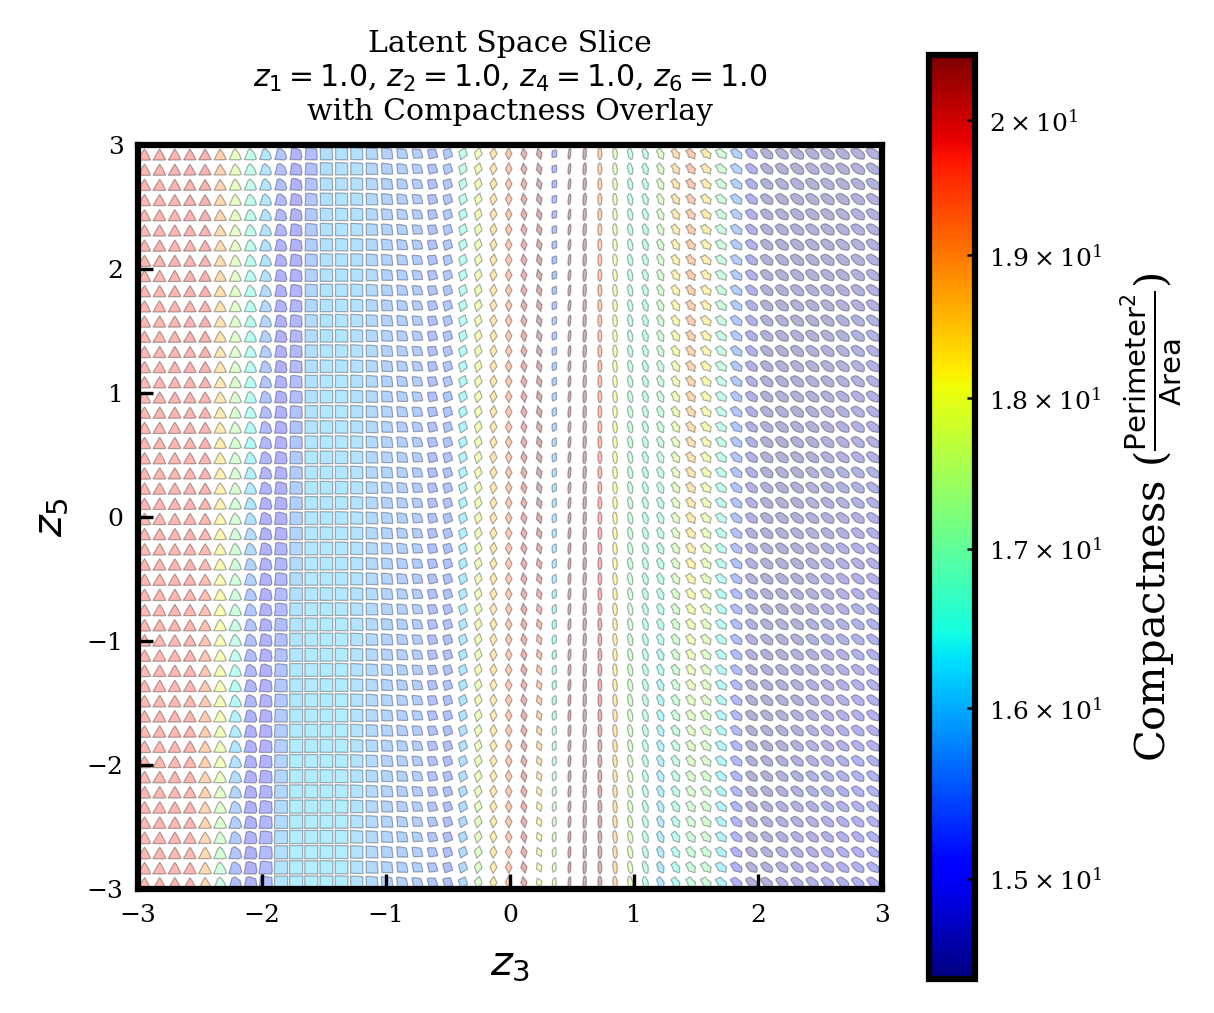 Latent Space Slice
z₁ = 1.0, z₂ = 1.0, z₄ = 1.0, z₆ = 1.0
with Compactness Overlay
3
2
1
0
−1
−2
−3
z₅
−3
−2
−1
0
1
2
3
z₃
2 × 10¹
1.9 × 10¹
1.8 × 10¹
1.7 × 10¹
1.6 × 10¹
1.5 × 10¹
Compactness (Perimeter²/Area)